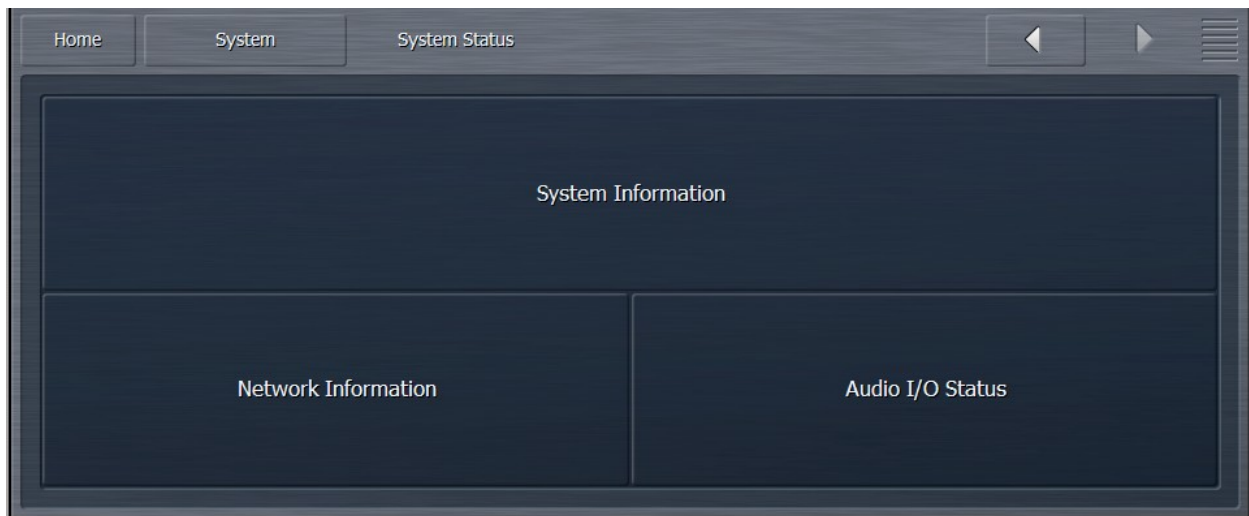 Home System System Status
System Information
Network Information Audio I/O Status